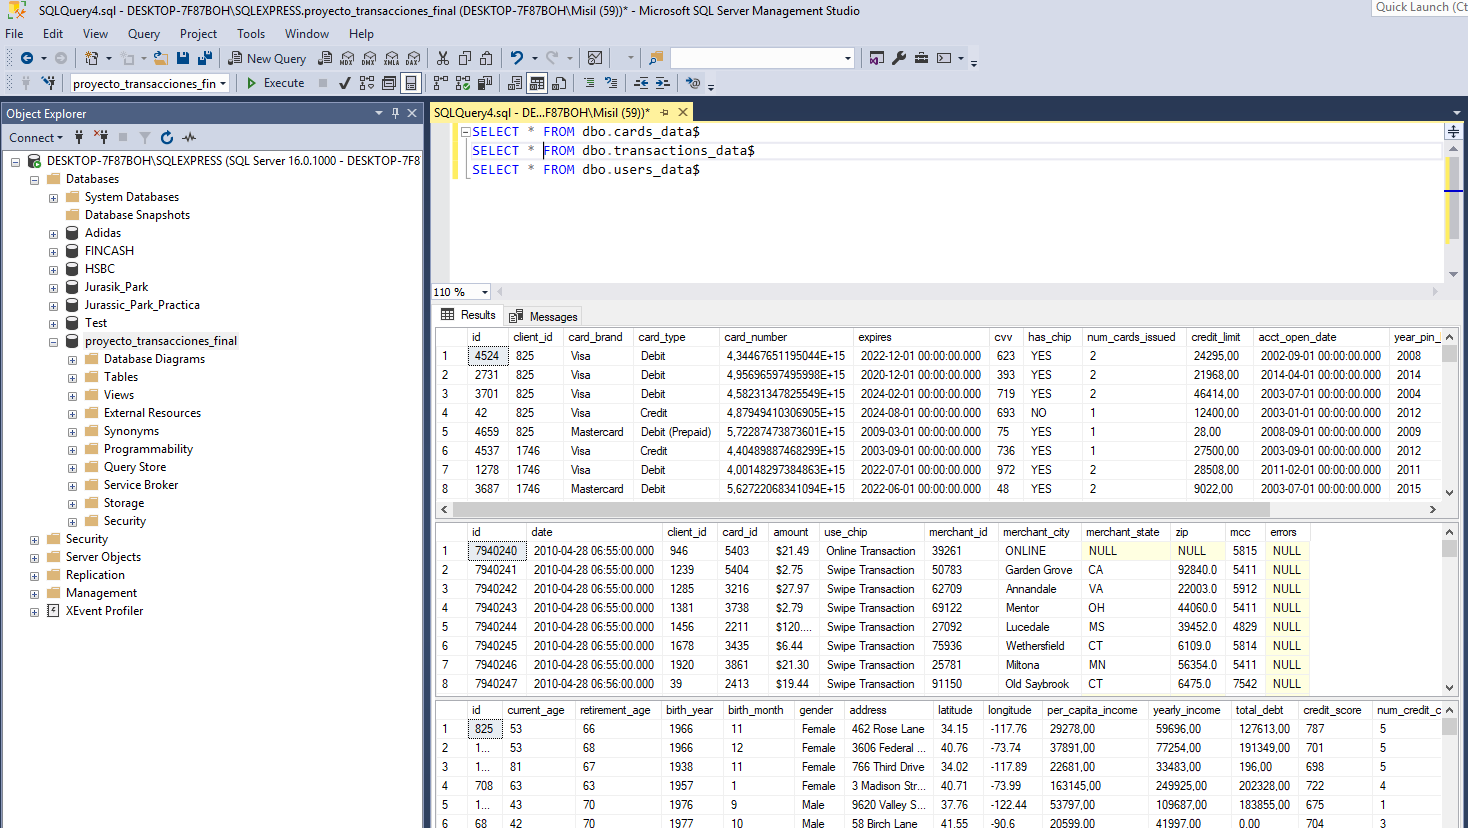 SQLQuery4.sql - DESKTOP-7F87BOH\SQLEXPRESS.proyecto_transacciones_final (DESKTOP-7F87BOH\Misil (59))* - Microsoft SQL Server Management Studio
Quick Launch (Ct
File Edit View Query Project Tools Window Help
New Query
MDX DMX XMLA DAX
proyecto_transacciones_fin
Execute
Object Explorer
Connect
DESKTOP-7F87BOH\SQLEXPRESS (SQL Server 16.0.1000 - DESKTOP-7F8
Databases
System Databases
Database Snapshots
Adidas
FINCASH
HSBC
Jurasik_Park
Jurassic_Park_Practica
Test
proyecto_transacciones_final
Database Diagrams
Tables
Views
External Resources
Synonyms
Programmability
Query Store
Service Broker
Storage
Security
Security
Server Objects
Replication
Management
XEvent Profiler
SQLQuery4.sql - DE...F87BOH\Misil (59))*
SELECT * FROM dbo.cards_data$
SELECT * FROM dbo.transactions_data$
SELECT * FROM dbo.users_data$
110 %
Results Messages
id client_id card_brand card_type card_number expires cvv has_chip num_cards_issued credit_limit acct_open_date year_pin_
1 4524 825 Visa Debit 4,34467651195044E+15 2022-12-01 00:00:00.000 623 YES 2 24295,00 2002-09-01 00:00:00.000 2008
2 2731 825 Visa Debit 4,95696597495998E+15 2020-12-01 00:00:00.000 393 YES 2 21968,00 2014-04-01 00:00:00.000 2014
3 3701 825 Visa Debit 4,58231347825549E+15 2024-02-01 00:00:00.000 719 YES 2 46414,00 2003-07-01 00:00:00.000 2004
4 42 825 Visa Credit 4,87949410306905E+15 2024-08-01 00:00:00.000 693 NO 1 12400,00 2003-01-01 00:00:00.000 2012
5 4659 825 Mastercard Debit (Prepaid) 5,72287473873601E+15 2009-03-01 00:00:00.000 75 YES 1 28,00 2008-09-01 00:00:00.000 2009
6 4537 1746 Visa Credit 4,40489887468299E+15 2003-09-01 00:00:00.000 736 YES 1 27500,00 2003-09-01 00:00:00.000 2012
7 1278 1746 Visa Debit 4,00148297384863E+15 2022-07-01 00:00:00.000 972 YES 2 28508,00 2011-02-01 00:00:00.000 2011
8 3687 1746 Mastercard Debit 5,62722068341094E+15 2022-06-01 00:00:00.000 48 YES 2 9022,00 2003-07-01 00:00:00.000 2015
id date client_id card_id amount use_chip merchant_id merchant_city merchant_state zip mcc errors
1 7940240 2010-04-28 06:55:00.000 946 5403 $21.49 Online Transaction 39261 ONLINE NULL NULL 5815 NULL
2 7940241 2010-04-28 06:55:00.000 1239 5404 $2.75 Swipe Transaction 50783 Garden Grove CA 92840.0 5411 NULL
3 7940242 2010-04-28 06:55:00.000 1285 3216 $27.97 Swipe Transaction 62709 Annandale VA 22003.0 5912 NULL
4 7940243 2010-04-28 06:55:00.000 1381 3738 $2.79 Swipe Transaction 69122 Mentor OH 44060.0 5411 NULL
5 7940244 2010-04-28 06:55:00.000 1456 2211 $120.... Swipe Transaction 27092 Lucedale MS 39452.0 4829 NULL
6 7940245 2010-04-28 06:55:00.000 1678 3435 $6.44 Swipe Transaction 75936 Wethersfield CT 6109.0 5814 NULL
7 7940246 2010-04-28 06:55:00.000 1920 3861 $21.30 Swipe Transaction 25781 Miltona MN 56354.0 5411 NULL
8 7940247 2010-04-28 06:56:00.000 39 2413 $19.44 Swipe Transaction 91150 Old Saybrook CT 6475.0 7542 NULL
id current_age retirement_age birth_year birth_month gender address latitude longitude per_capita_income yearly_income total_debt credit_score num_credit_c
1 825 53 66 1966 11 Female 462 Rose Lane 34.15 -117.76 29278,00 59696,00 127613,00 787 5
2 1... 53 68 1966 12 Female 3606 Federal ... 40.76 -73.74 37891,00 77254,00 191349,00 701 5
3 1... 81 67 1938 11 Female 766 Third Drive 34.02 -117.89 22681,00 33483,00 196,00 698 5
4 708 63 63 1957 1 Female 3 Madison Str... 40.71 -73.99 163145,00 249925,00 202328,00 722 4
5 1... 43 70 1976 9 Male 9620 Valley S... 37.76 -122.44 53797,00 109687,00 183855,00 675 1
6 68 42 70 1977 10 Male 58 Birch Lane 41.55 -90.6 20599.00 41997.00 0.00 704 3